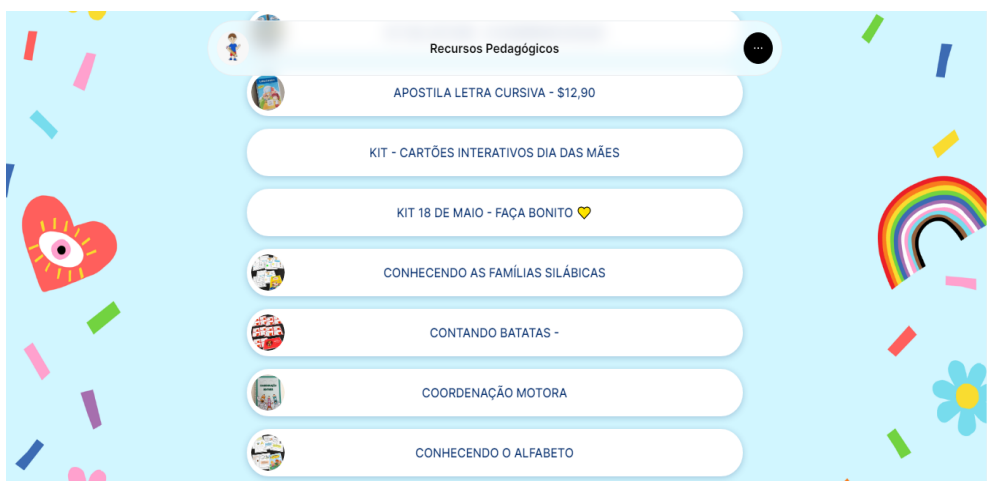 Recursos Pedagógicos
APOSTILA LETRA CURSIVA - $12,90
KIT - CARTÕES INTERATIVOS DIA DAS MÃES
KIT 18 DE MAIO - FAÇA BONITO 💛
CONHECENDO AS FAMÍLIAS SILÁBICAS
CONTANDO BATATAS -
COORDENAÇÃO MOTORA
CONHECENDO O ALFABETO